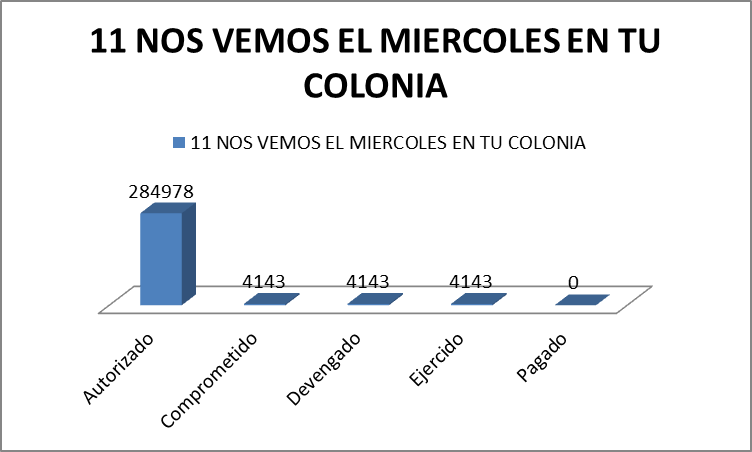 11 NOS VEMOS EL MIERCOLES EN TU
COLONIA
11 NOS VEMOS EL MIERCOLES EN TU COLONIA
284978
4143
4143
4143
0
Autorizado
Comprometido
Devengado
Ejercido
Pagado